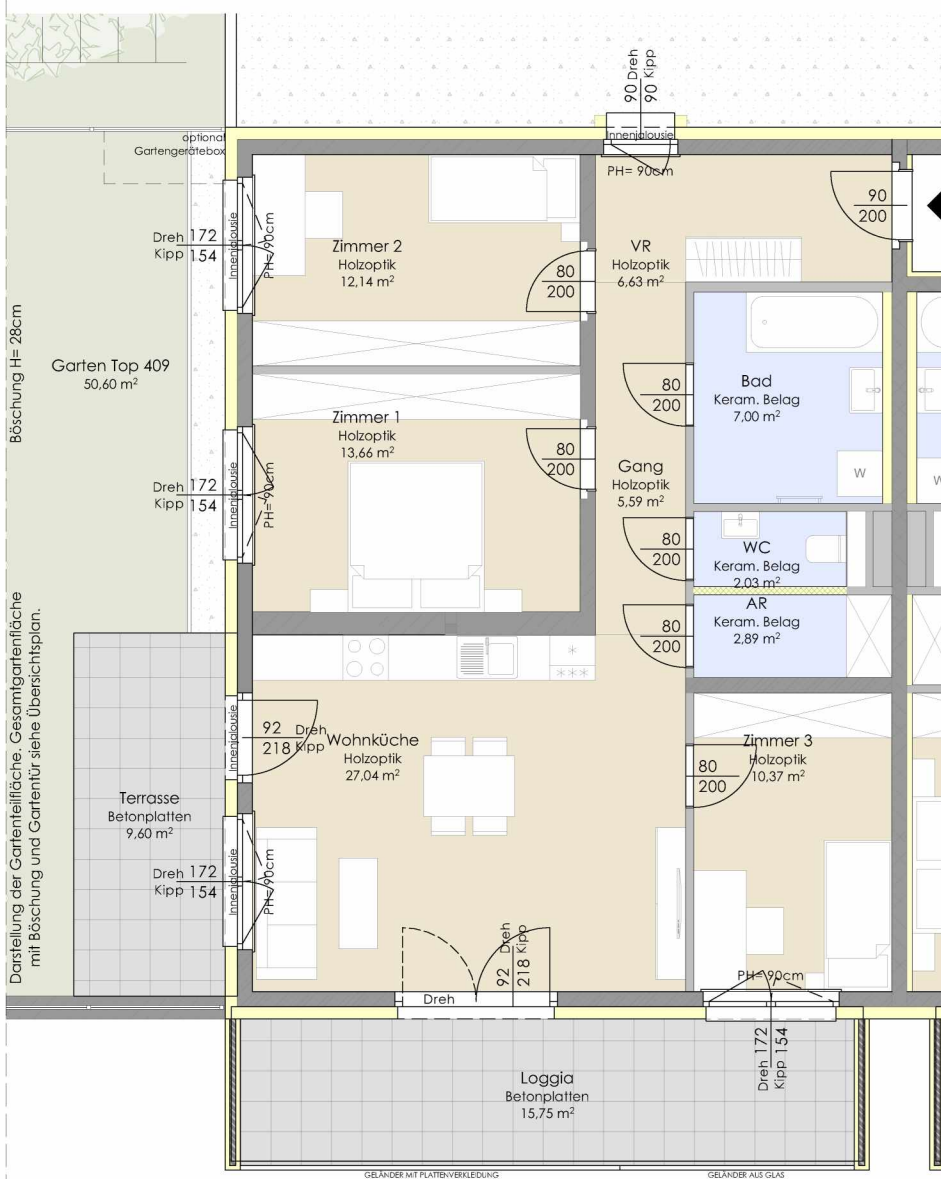 90 Dreh
90 Kipp
Innenjalousie
PH= 90cm
optional
Gartengerätebox
90
200
Dreh 172
Kipp 154
Innenjalousie
PH= 90cm
Zimmer 2
Holzoptik
12,14 m²
80
200
VR
Holzoptik
6,63 m²
Böschung H= 28cm
Garten Top 409
50,60 m²
80
200
Bad
Keram. Belag
7,00 m²
W
W
Zimmer 1
Holzoptik
13,66 m²
80
200
Dreh 172
Kipp 154
Innenjalousie
PH= 90cm
Gang
Holzoptik
5,59 m²
80
200
WC
Keram. Belag
2,03 m²
AR
Keram. Belag
2,89 m²
80
200
Darstellung der Gartenteilfläche. Gesamtgartenfläche
mit Böschung und Gartentür siehe Übersichtsplan.
Innenjalousie
92 Dreh
218 Kipp
Wohnküche
Holzoptik
27,04 m²
Zimmer 3
Holzoptik
10,37 m²
80
200
Terrasse
Betonplatten
9,60 m²
Dreh 172
Kipp 154
Innenjalousie
PH= 90cm
92 Dreh
218 Kipp
Dreh
PH= 90cm
Dreh 172
Kipp 154
Loggia
Betonplatten
15,75 m²
GELÄNDER MIT PLATTENVERKLEIDUNG
GELÄNDER AUS GLAS